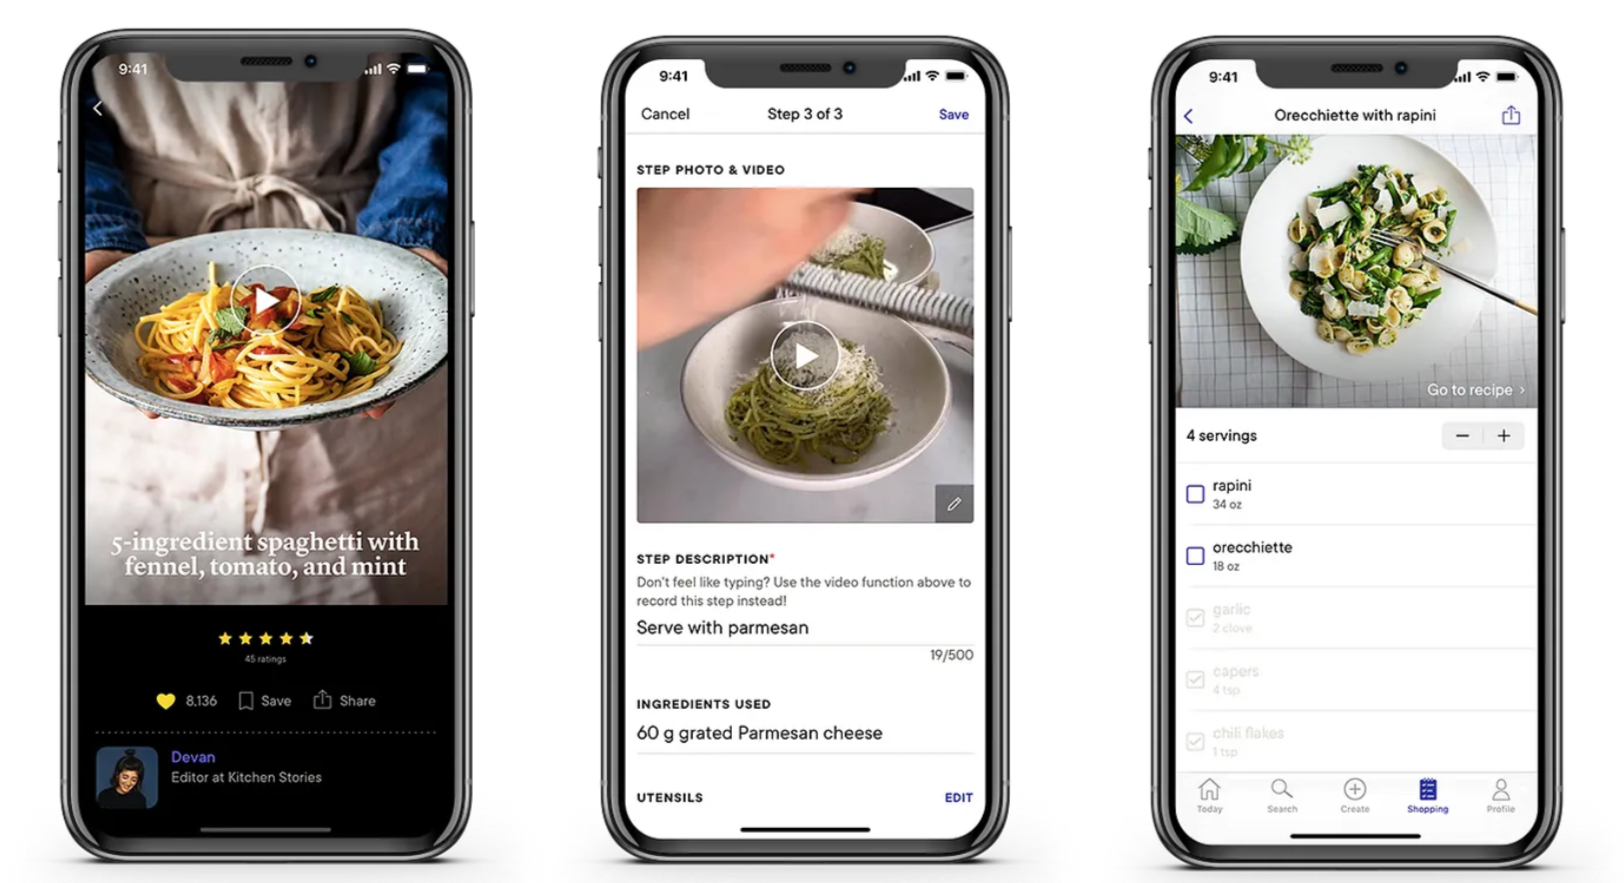 9:41
5-ingredient spaghetti with
fennel, tomato, and mint
45 ratings
8,136 Save Share
Devan
Editor at Kitchen Stories
9:41
Cancel Step 3 of 3 Save
STEP PHOTO & VIDEO
STEP DESCRIPTION*
Don't feel like typing? Use the video function above to
record this step instead!
Serve with parmesan
19/500
INGREDIENTS USED
60 g grated Parmesan cheese
UTENSILS EDIT
9:41
Orecchiette with rapini
Go to recipe ›
4 servings − +
rapini
34 oz
orecchiette
18 oz
garlic
2 clove
capers
4 tsp
chili flakes
1 tsp
Today Search Create Shopping Profile